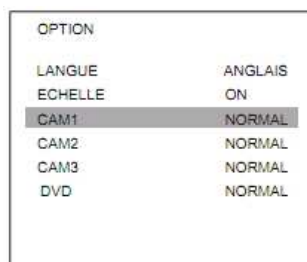 OPTION
LANGUE ANGLAIS
ECHELLE ON
CAM1 NORMAL
CAM2 NORMAL
CAM3 NORMAL
DVD NORMAL